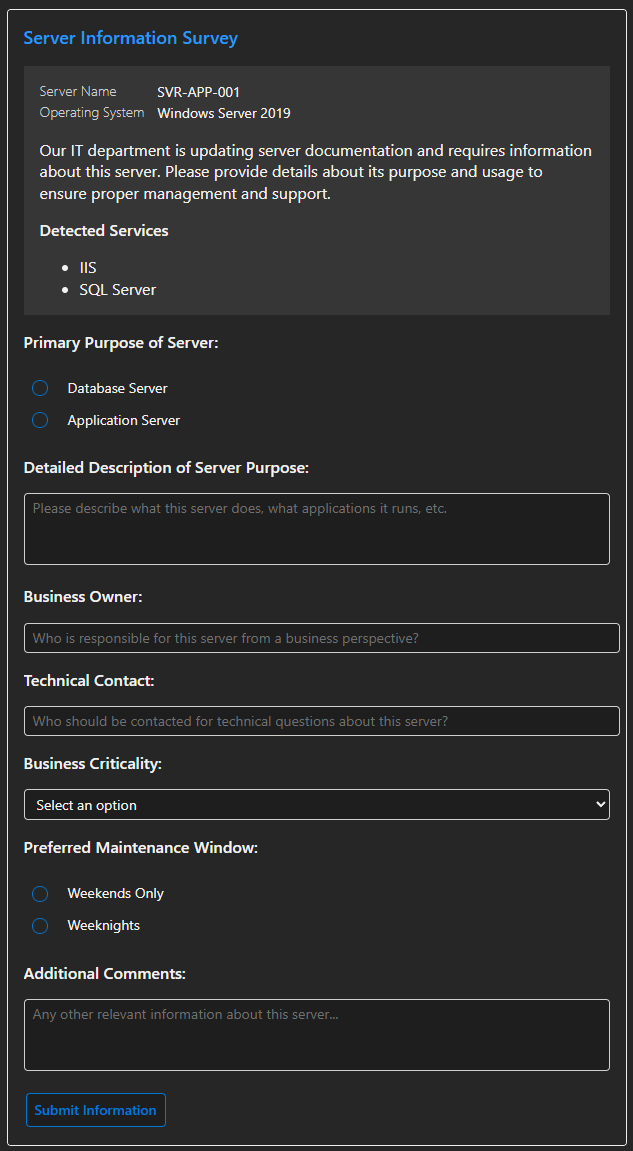 Server Information Survey
Server Name SVR-APP-001
Operating System Windows Server 2019
Our IT department is updating server documentation and requires information
about this server. Please provide details about its purpose and usage to
ensure proper management and support.
Detected Services
• IIS
• SQL Server
Primary Purpose of Server:
Database Server
Application Server
Detailed Description of Server Purpose:
Please describe what this server does, what applications it runs, etc.
Business Owner:
Who is responsible for this server from a business perspective?
Technical Contact:
Who should be contacted for technical questions about this server?
Business Criticality:
Select an option
Preferred Maintenance Window:
Weekends Only
Weeknights
Additional Comments:
Any other relevant information about this server...
Submit Information